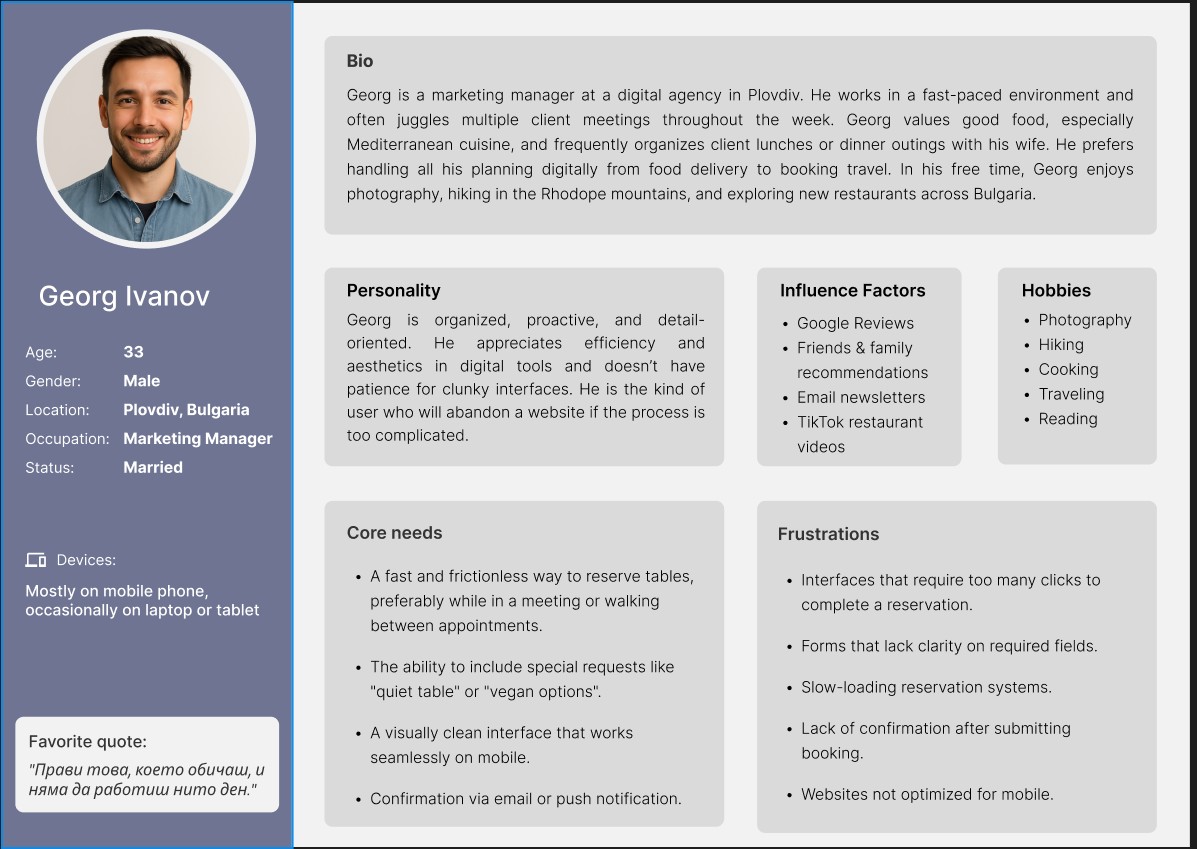 Georg Ivanov
Age: 33
Gender: Male
Location: Plovdiv, Bulgaria
Occupation: Marketing Manager
Status: Married
Devices:
Mostly on mobile phone,
occasionally on laptop or tablet
Favorite quote:
"Прави това, което обичаш, и
няма да работиш нито ден."
Bio
Georg is a marketing manager at a digital agency in Plovdiv. He works in a fast-paced environment and
often juggles multiple client meetings throughout the week. Georg values good food, especially
Mediterranean cuisine, and frequently organizes client lunches or dinner outings with his wife. He prefers
handling all his planning digitally from food delivery to booking travel. In his free time, Georg enjoys
photography, hiking in the Rhodope mountains, and exploring new restaurants across Bulgaria.
Personality
Georg is organized, proactive, and detail-
oriented. He appreciates efficiency and
aesthetics in digital tools and doesn’t have
patience for clunky interfaces. He is the kind of
user who will abandon a website if the process is
too complicated.
Influence Factors
• Google Reviews
• Friends & family
recommendations
• Email newsletters
• TikTok restaurant
videos
Hobbies
• Photography
• Hiking
• Cooking
• Traveling
• Reading
Core needs
• A fast and frictionless way to reserve tables,
preferably while in a meeting or walking
between appointments.
• The ability to include special requests like
"quiet table" or "vegan options".
• A visually clean interface that works
seamlessly on mobile.
• Confirmation via email or push notification.
Frustrations
• Interfaces that require too many clicks to
complete a reservation.
• Forms that lack clarity on required fields.
• Slow-loading reservation systems.
• Lack of confirmation after submitting
booking.
• Websites not optimized for mobile.